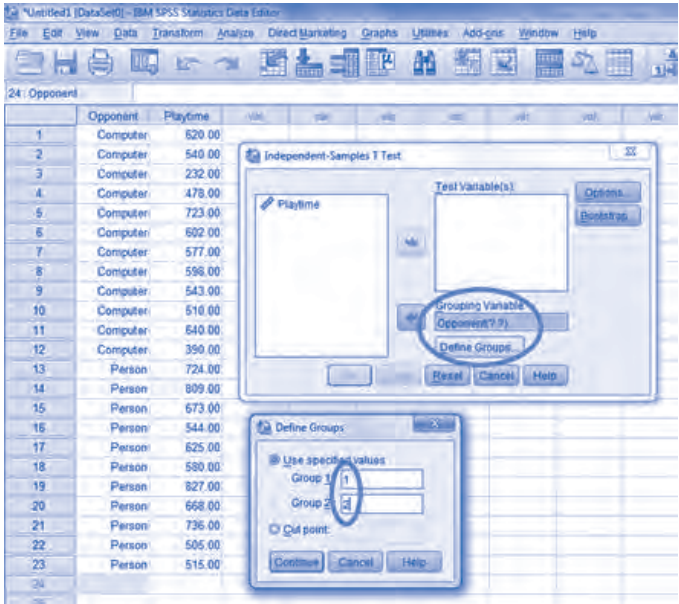 *Untitled1 [DataSet0] - IBM SPSS Statistics Data Editor
File Edit View Data Transform Analyze Direct Marketing Graphs Utilities Add-ons Window Help
24 : Opponent
Opponent Playtime var var var var var var
1 Computer 620.00
2 Computer 540.00
3 Computer 232.00
4 Computer 478.00
5 Computer 723.00
6 Computer 602.00
7 Computer 577.00
8 Computer 598.00
9 Computer 543.00
10 Computer 510.00
11 Computer 640.00
12 Computer 390.00
13 Person 724.00
14 Person 809.00
15 Person 673.00
16 Person 544.00
17 Person 625.00
18 Person 580.00
19 Person 827.00
20 Person 668.00
21 Person 736.00
22 Person 505.00
23 Person 515.00
24
Independent-Samples T Test
Test Variable(s):
Playtime
Options...
Bootstrap...
Grouping Variable:
Opponent(? ?)
Define Groups...
Reset Cancel Help
Define Groups
Use specified values
Group 1: 1
Group 2: 2
Cut point:
Continue Cancel Help